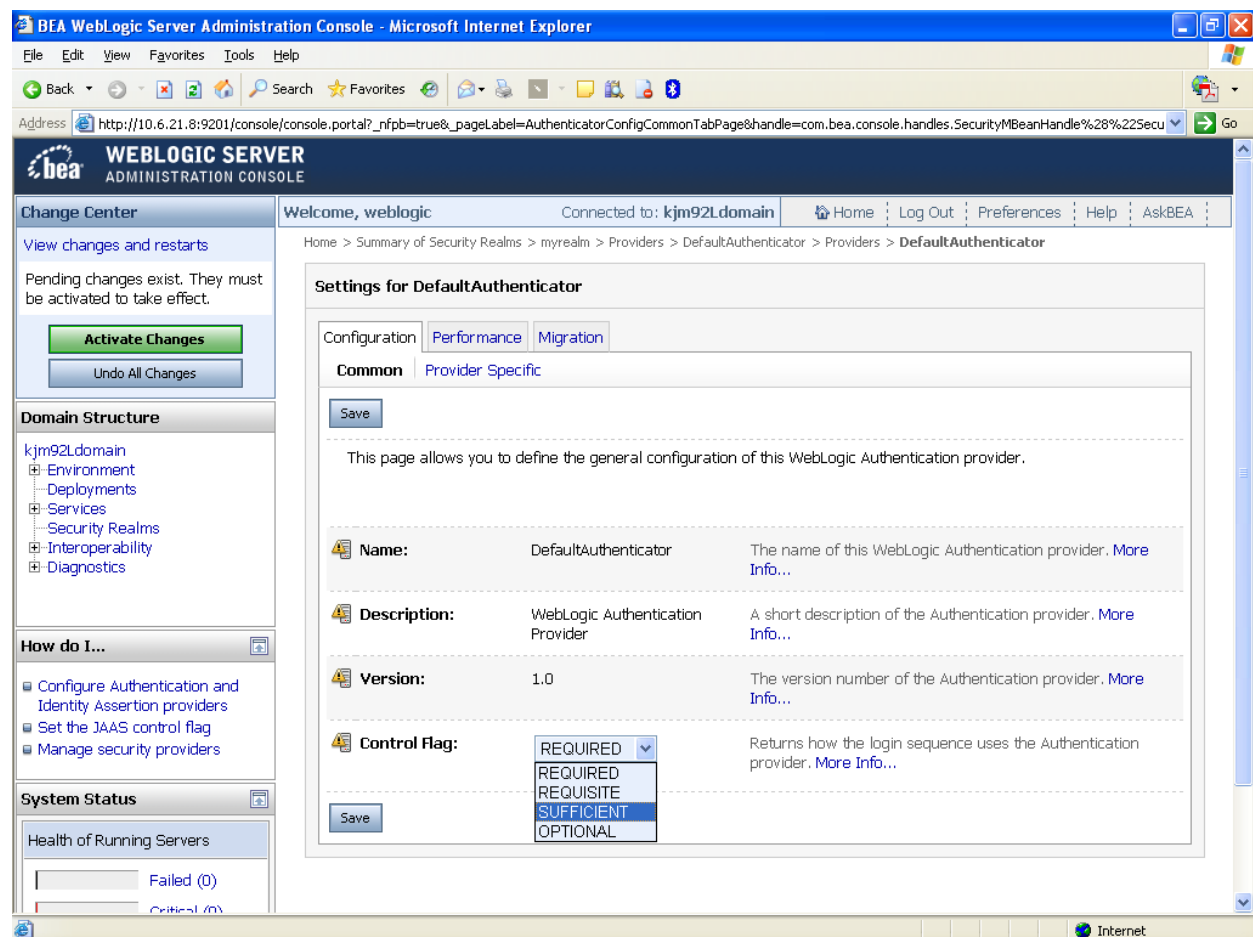 BEA WebLogic Server Administration Console - Microsoft Internet Explorer
File Edit View Favorites Tools Help
Back Search Favorites
Address http://10.6.21.8:9201/console/console.portal?_nfpb=true&_pageLabel=AuthenticatorConfigCommonTabPage&handle=com.bea.console.handles.SecurityMBeanHandle%28%22Secu Go
bea WEBLOGIC SERVER
ADMINISTRATION CONSOLE
Change Center
View changes and restarts
Pending changes exist. They must
be activated to take effect.
Activate Changes
Undo All Changes
Domain Structure
kjm92Ldomain
Environment
Deployments
Services
Security Realms
Interoperability
Diagnostics
How do I...
Configure Authentication and
Identity Assertion providers
Set the JAAS control flag
Manage security providers
System Status
Health of Running Servers
Failed (0)
Critical (0)
Welcome, weblogic Connected to: kjm92Ldomain Home Log Out Preferences Help AskBEA
Home > Summary of Security Realms > myrealm > Providers > DefaultAuthenticator > Providers > DefaultAuthenticator
Settings for DefaultAuthenticator
Configuration Performance Migration
Common Provider Specific
Save
This page allows you to define the general configuration of this WebLogic Authentication provider.
Name: DefaultAuthenticator The name of this WebLogic Authentication provider. More
Info...
Description: WebLogic Authentication A short description of the Authentication provider. More
Provider Info...
Version: 1.0 The version number of the Authentication provider. More
Info...
Control Flag: REQUIRED Returns how the login sequence uses the Authentication
provider. More Info...
REQUIRED
REQUISITE
SUFFICIENT
OPTIONAL
Save
Internet